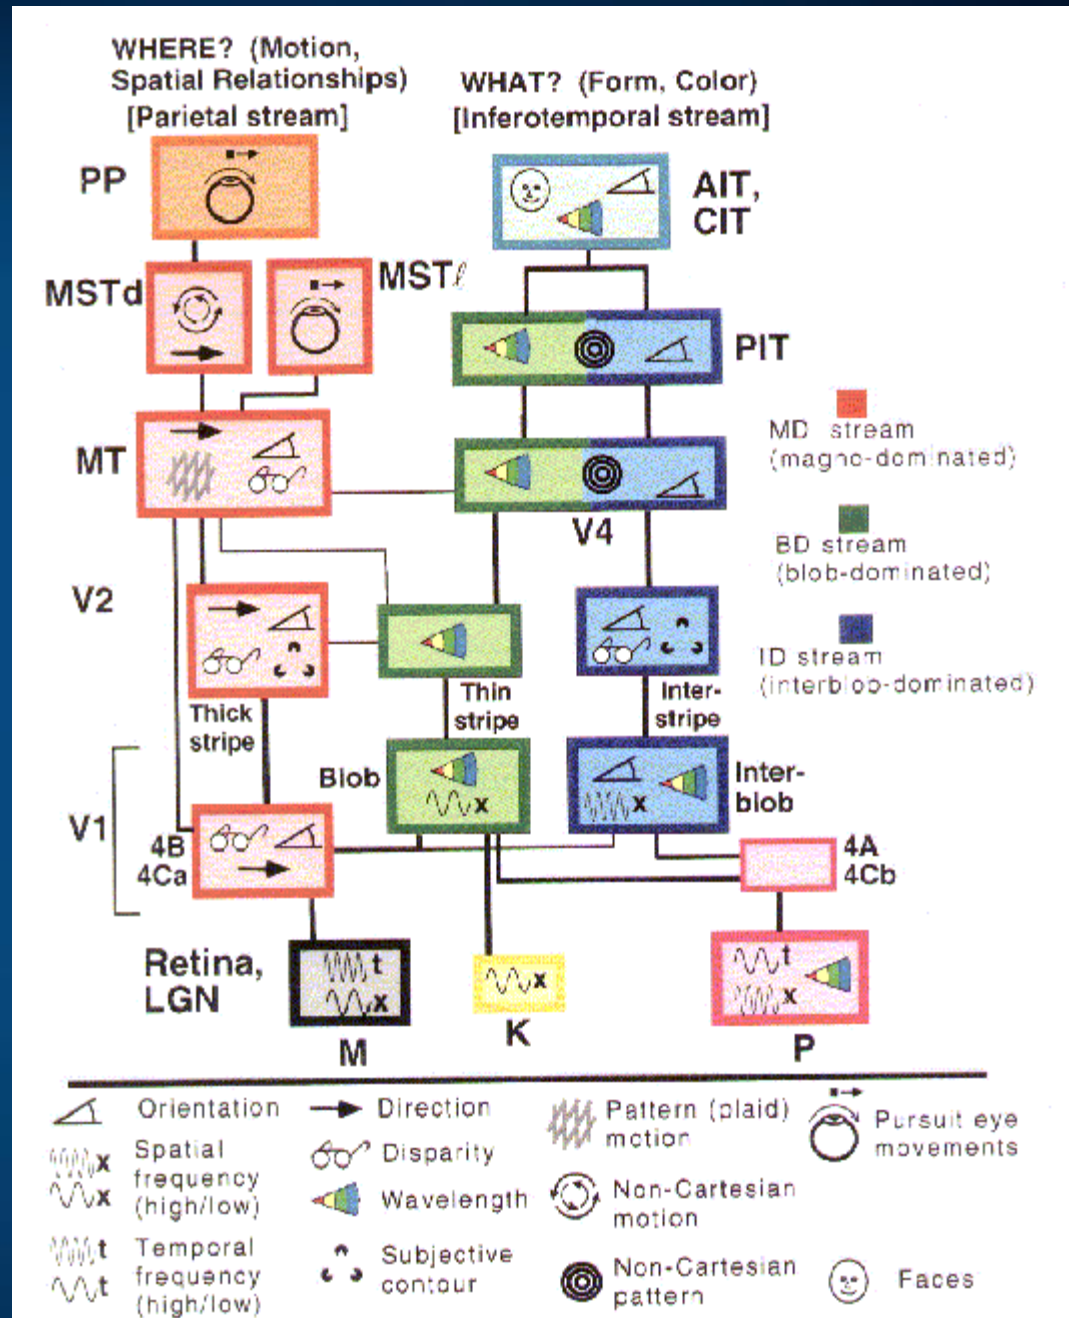 WHERE? (Motion,
Spatial Relationships)
[Parietal stream]
WHAT? (Form, Color)
[Inferotemporal stream]
PP
AIT,
CIT
MSTd
MSTℓ
PIT
MD stream
(magno-dominated)
MT
V4
BD stream
(blob-dominated)
V2
ID stream
(interblob-dominated)
Thick
stripe
Thin
stripe
Inter-
stripe
Blob
x
x
Inter-
blob
V1
4B
4Ca
4A
4Cb
Retina,
LGN
t
x
x
t
x
M
K
P
Orientation
Direction
Pattern (plaid)
motion
Pursuit eye
movements
x
x
Spatial
frequency
(high/low)
Disparity
Wavelength
Non-Cartesian
motion
t
t
Temporal
frequency
(high/low)
Subjective
contour
Non-Cartesian
pattern
Faces